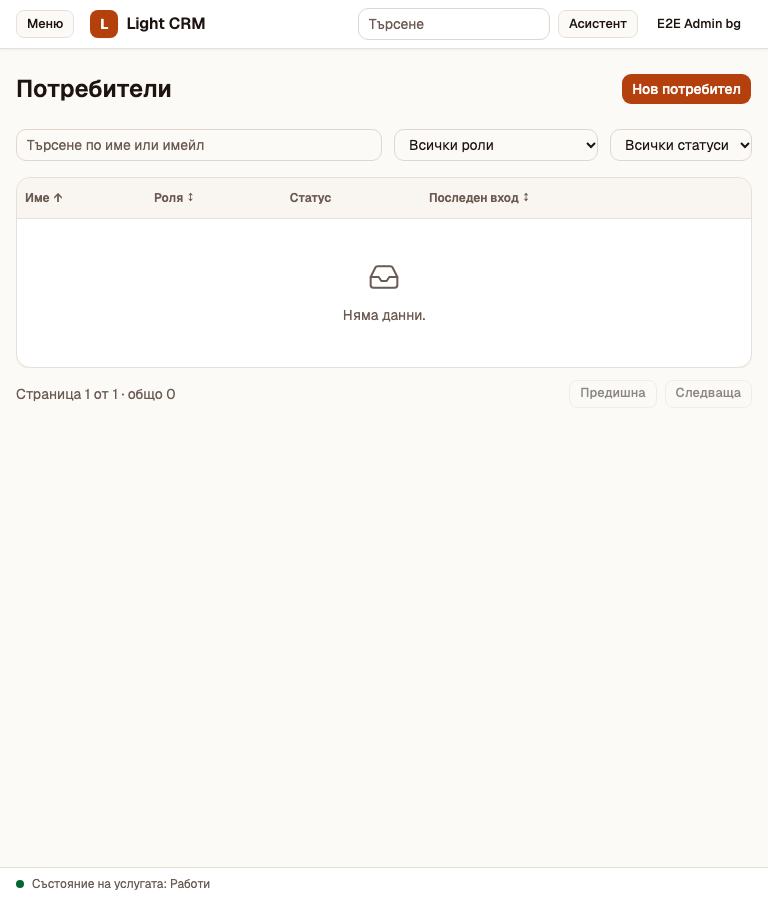 Меню
L
Light CRM
Търсене
Асистент
E2E Admin bg
Потребители
Нов потребител
Търсене по име или имейл
Всички роли
Всички статуси
Име ↑
Роля ↕
Статус
Последен вход ↕
Няма данни.
Страница 1 от 1 · общо 0
Предишна
Следваща
Състояние на услугата: Работи